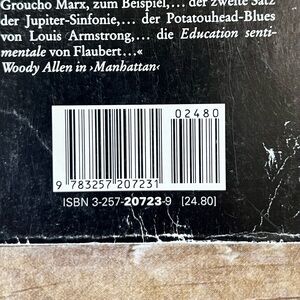 Groucho Marx, zum Beispiel,... der zweite Satz
der Jupiter-Sinfonie,... der Potatouhead-Blues
von Louis Armstrong,... die Education senti-
mentale von Flaubert...«
Woody Allen in ›Manhattan‹
02480
9 783257 207231
ISBN 3-257-20723-9 [24.80]